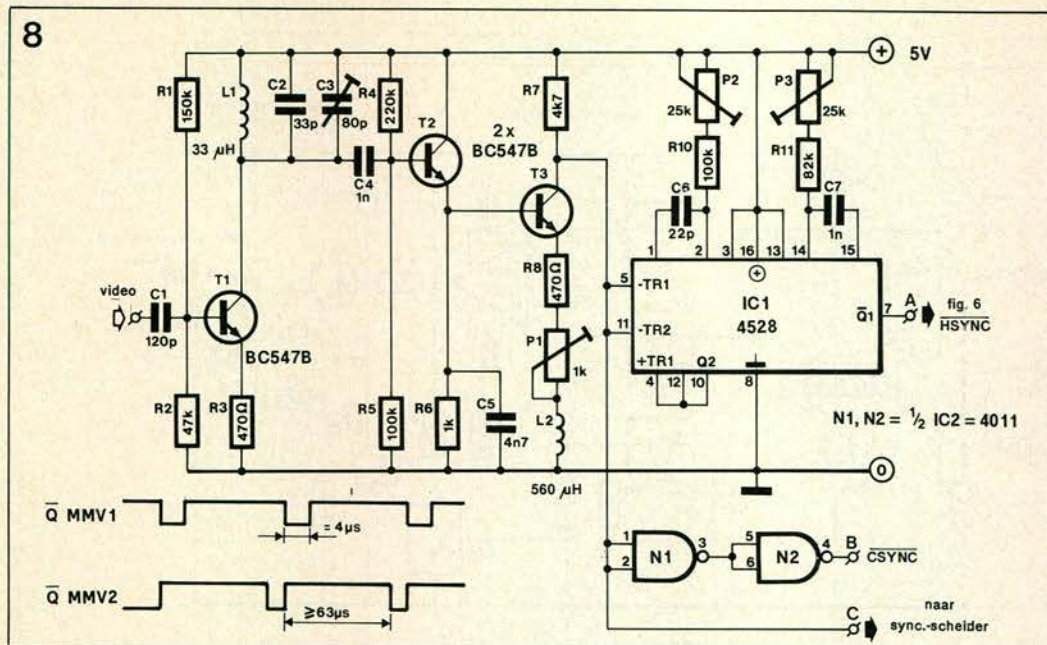 8
+ 5V
R1
150k
L1
33 µH
C2
33p
C3
80p
R4
220k
T2
2 x
BC547B
C4
1n
R7
4k7
T3
P2
25k
P3
25k
R10
100k
R11
82k
C6
22p
C7
1n
1 2 3 16 13 14 15
video
C1
120p
T1
BC547B
R8
470Ω
P1
1k
5 -TR1
11 -TR2
IC1
4528
+TR1 Q2
4 12 10 8
Q̅1 7 A
fig. 6
H̅S̅Y̅N̅C̅
R2
47k
R3
470Ω
R5
100k
R6
1k
C5
4n7
L2
560 µH
N1, N2 = ½ IC2 = 4011
0
Q̅ MMV1
= 4µs
Q̅ MMV2
≥63µs
1
2
N1
3
5
6
N2
4 B
C̅S̅Y̅N̅C̅
C
naar
sync.-scheider